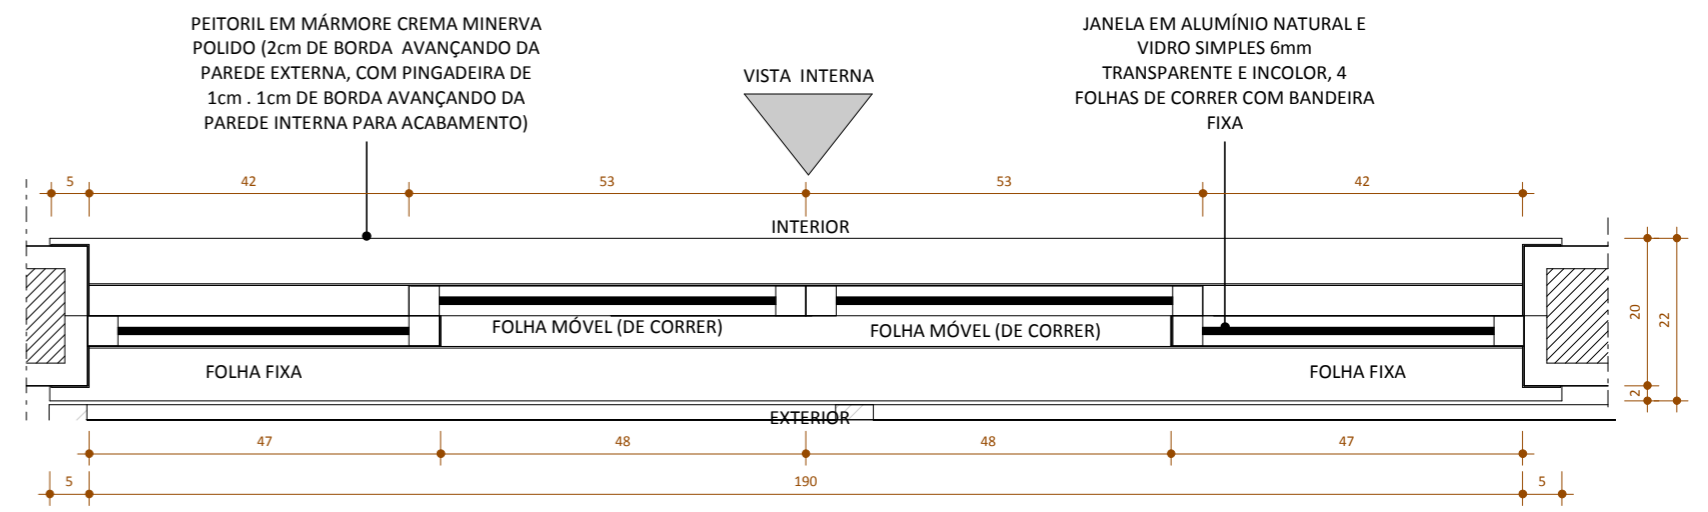 PEITORIL EM MÁRMORE CREMA MINERVA
POLIDO (2cm DE BORDA AVANÇANDO DA
PAREDE EXTERNA, COM PINGADEIRA DE
1cm . 1cm DE BORDA AVANÇANDO DA
PAREDE INTERNA PARA ACABAMENTO)
VISTA INTERNA
JANELA EM ALUMÍNIO NATURAL E
VIDRO SIMPLES 6mm
TRANSPARENTE E INCOLOR, 4
FOLHAS DE CORRER COM BANDEIRA
FIXA
5 42 53 53 42
INTERIOR
FOLHA MÓVEL (DE CORRER) FOLHA MÓVEL (DE CORRER)
FOLHA FIXA FOLHA FIXA
20 22
2
EXTERIOR
47 48 48 47
5 190 5